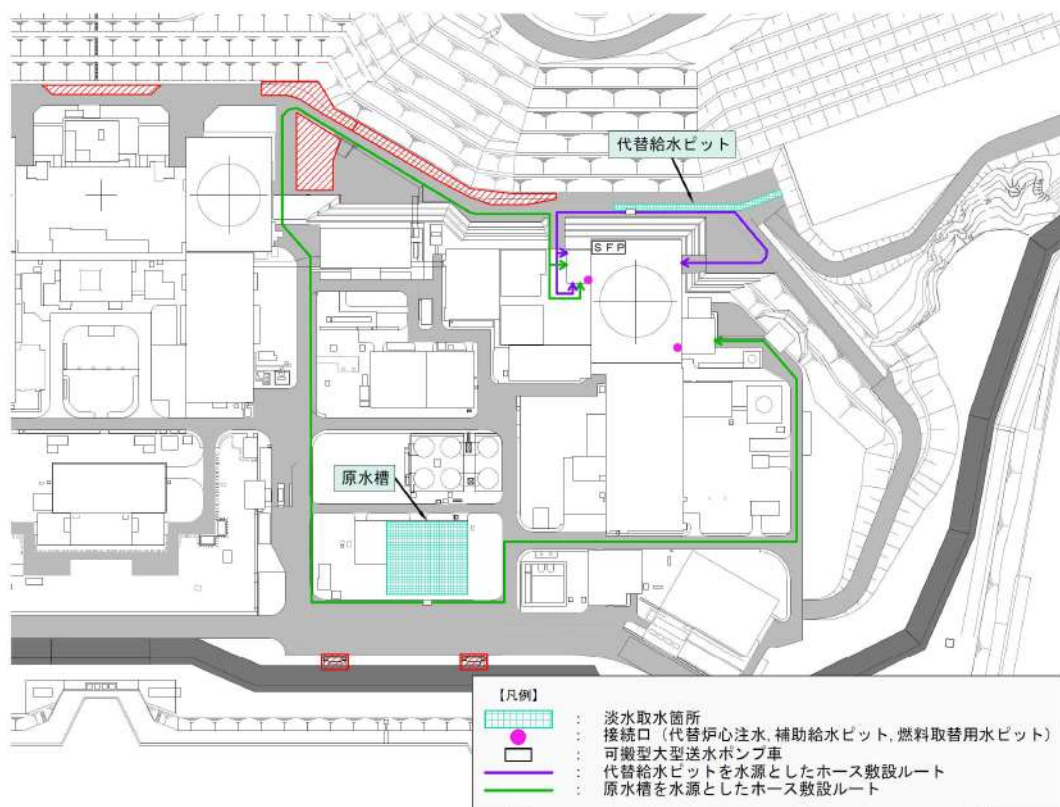 代替給水ピット
SFP
原水槽
【凡例】
： 淡水取水箇所
： 接続口（代替炉心注水，補助給水ピット，燃料取替用水ピット）
： 可搬型大型送水ポンプ車
： 代替給水ピットを水源としたホース敷設ルート
： 原水槽を水源としたホース敷設ルート